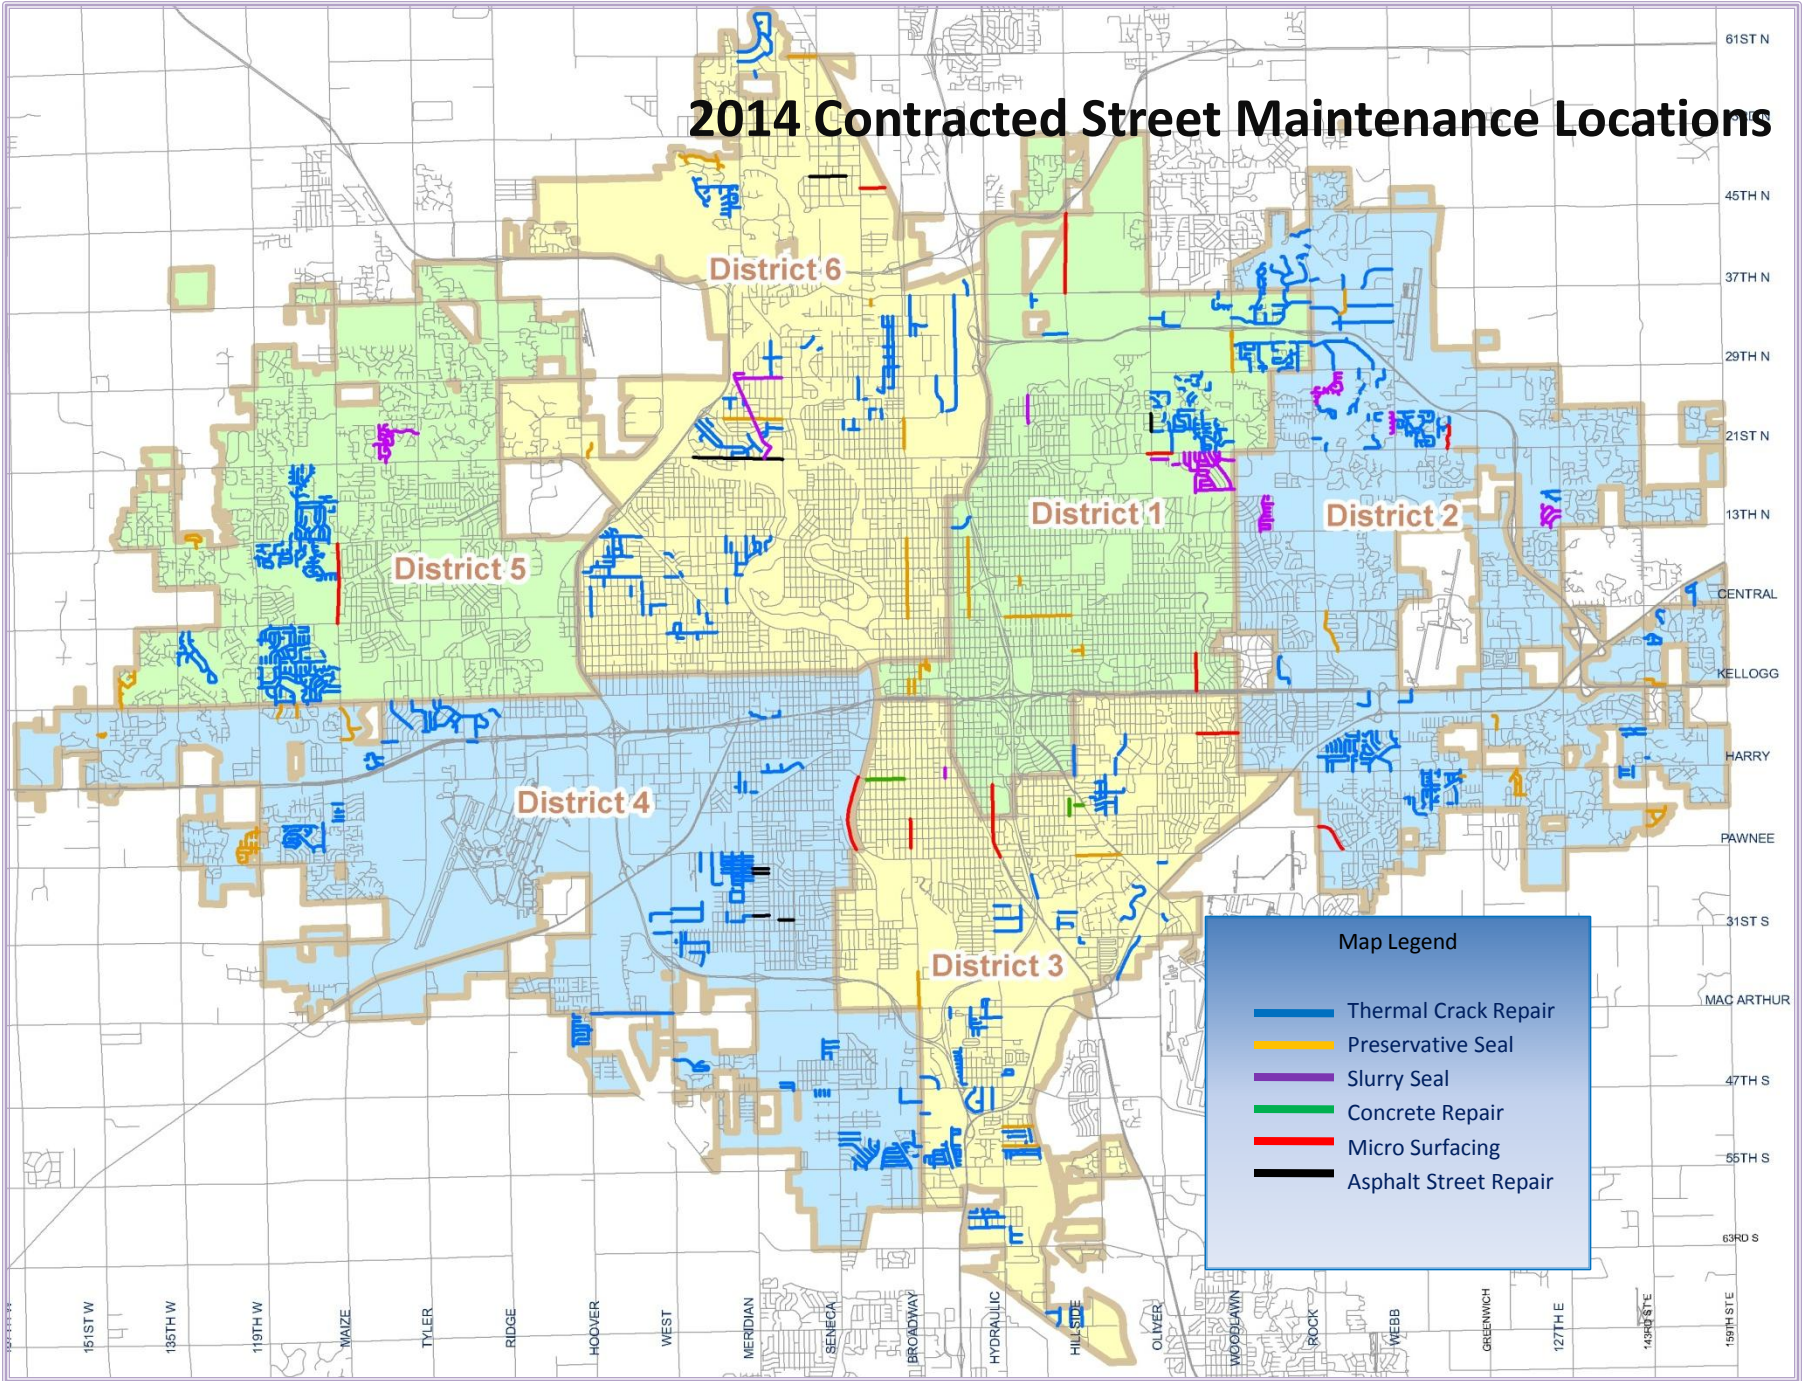 61ST N
2014 Contracted Street Maintenance Locations
45TH N
District 6
37TH N
29TH N
21ST N
District 1
District 2
13TH N
District 5
CENTRAL
KELLOGG
HARRY
District 4
PAWNEE
31ST S
Map Legend
District 3
MAC ARTHUR
Thermal Crack Repair
Preservative Seal
Slurry Seal
47TH S
Concrete Repair
Micro Surfacing
55TH S
Asphalt Street Repair
63RD S
151ST W
135TH W
119TH W
MAIZE
TYLER
RIDGE
HOOVER
WEST
MERIDIAN
SENECA
BROADWAY
HYDRAULIC
HILLSIDE
OLIVER
WOODLAWN
ROCK
WEBB
GREENWICH
127TH E
143RD ST E
159TH ST E